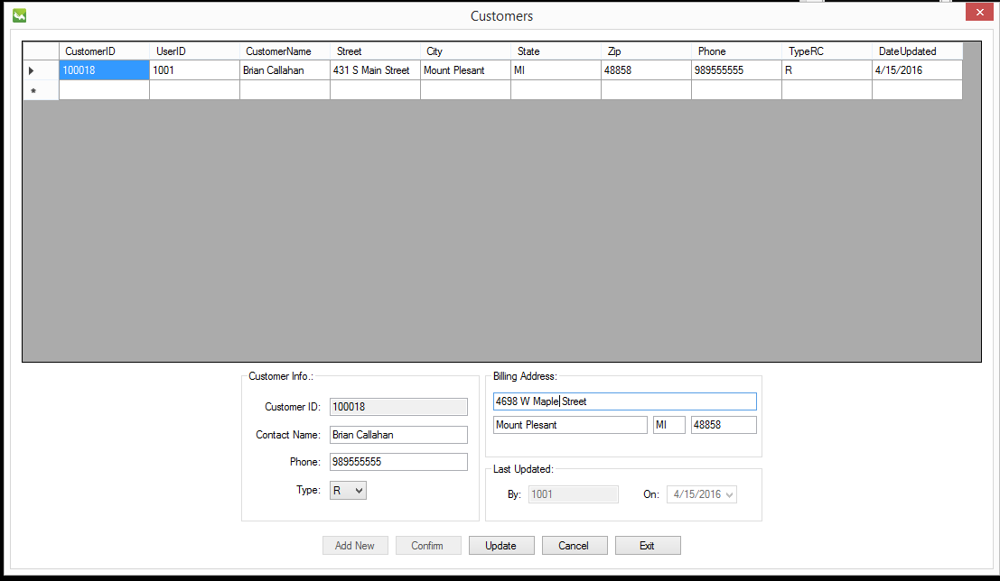 Customers
CustomerID UserID CustomerName Street City State Zip Phone TypeRC DateUpdated
100018 1001 Brian Callahan 431 S Main Street Mount Plesant MI 48858 989555555 R 4/15/2016
*
Customer Info.:
Customer ID: 100018
Contact Name: Brian Callahan
Phone: 989555555
Type: R
Billing Address:
4698 W Maple Street
Mount Plesant MI 48858
Last Updated:
By: 1001 On: 4/15/2016
Add New Confirm Update Cancel Exit